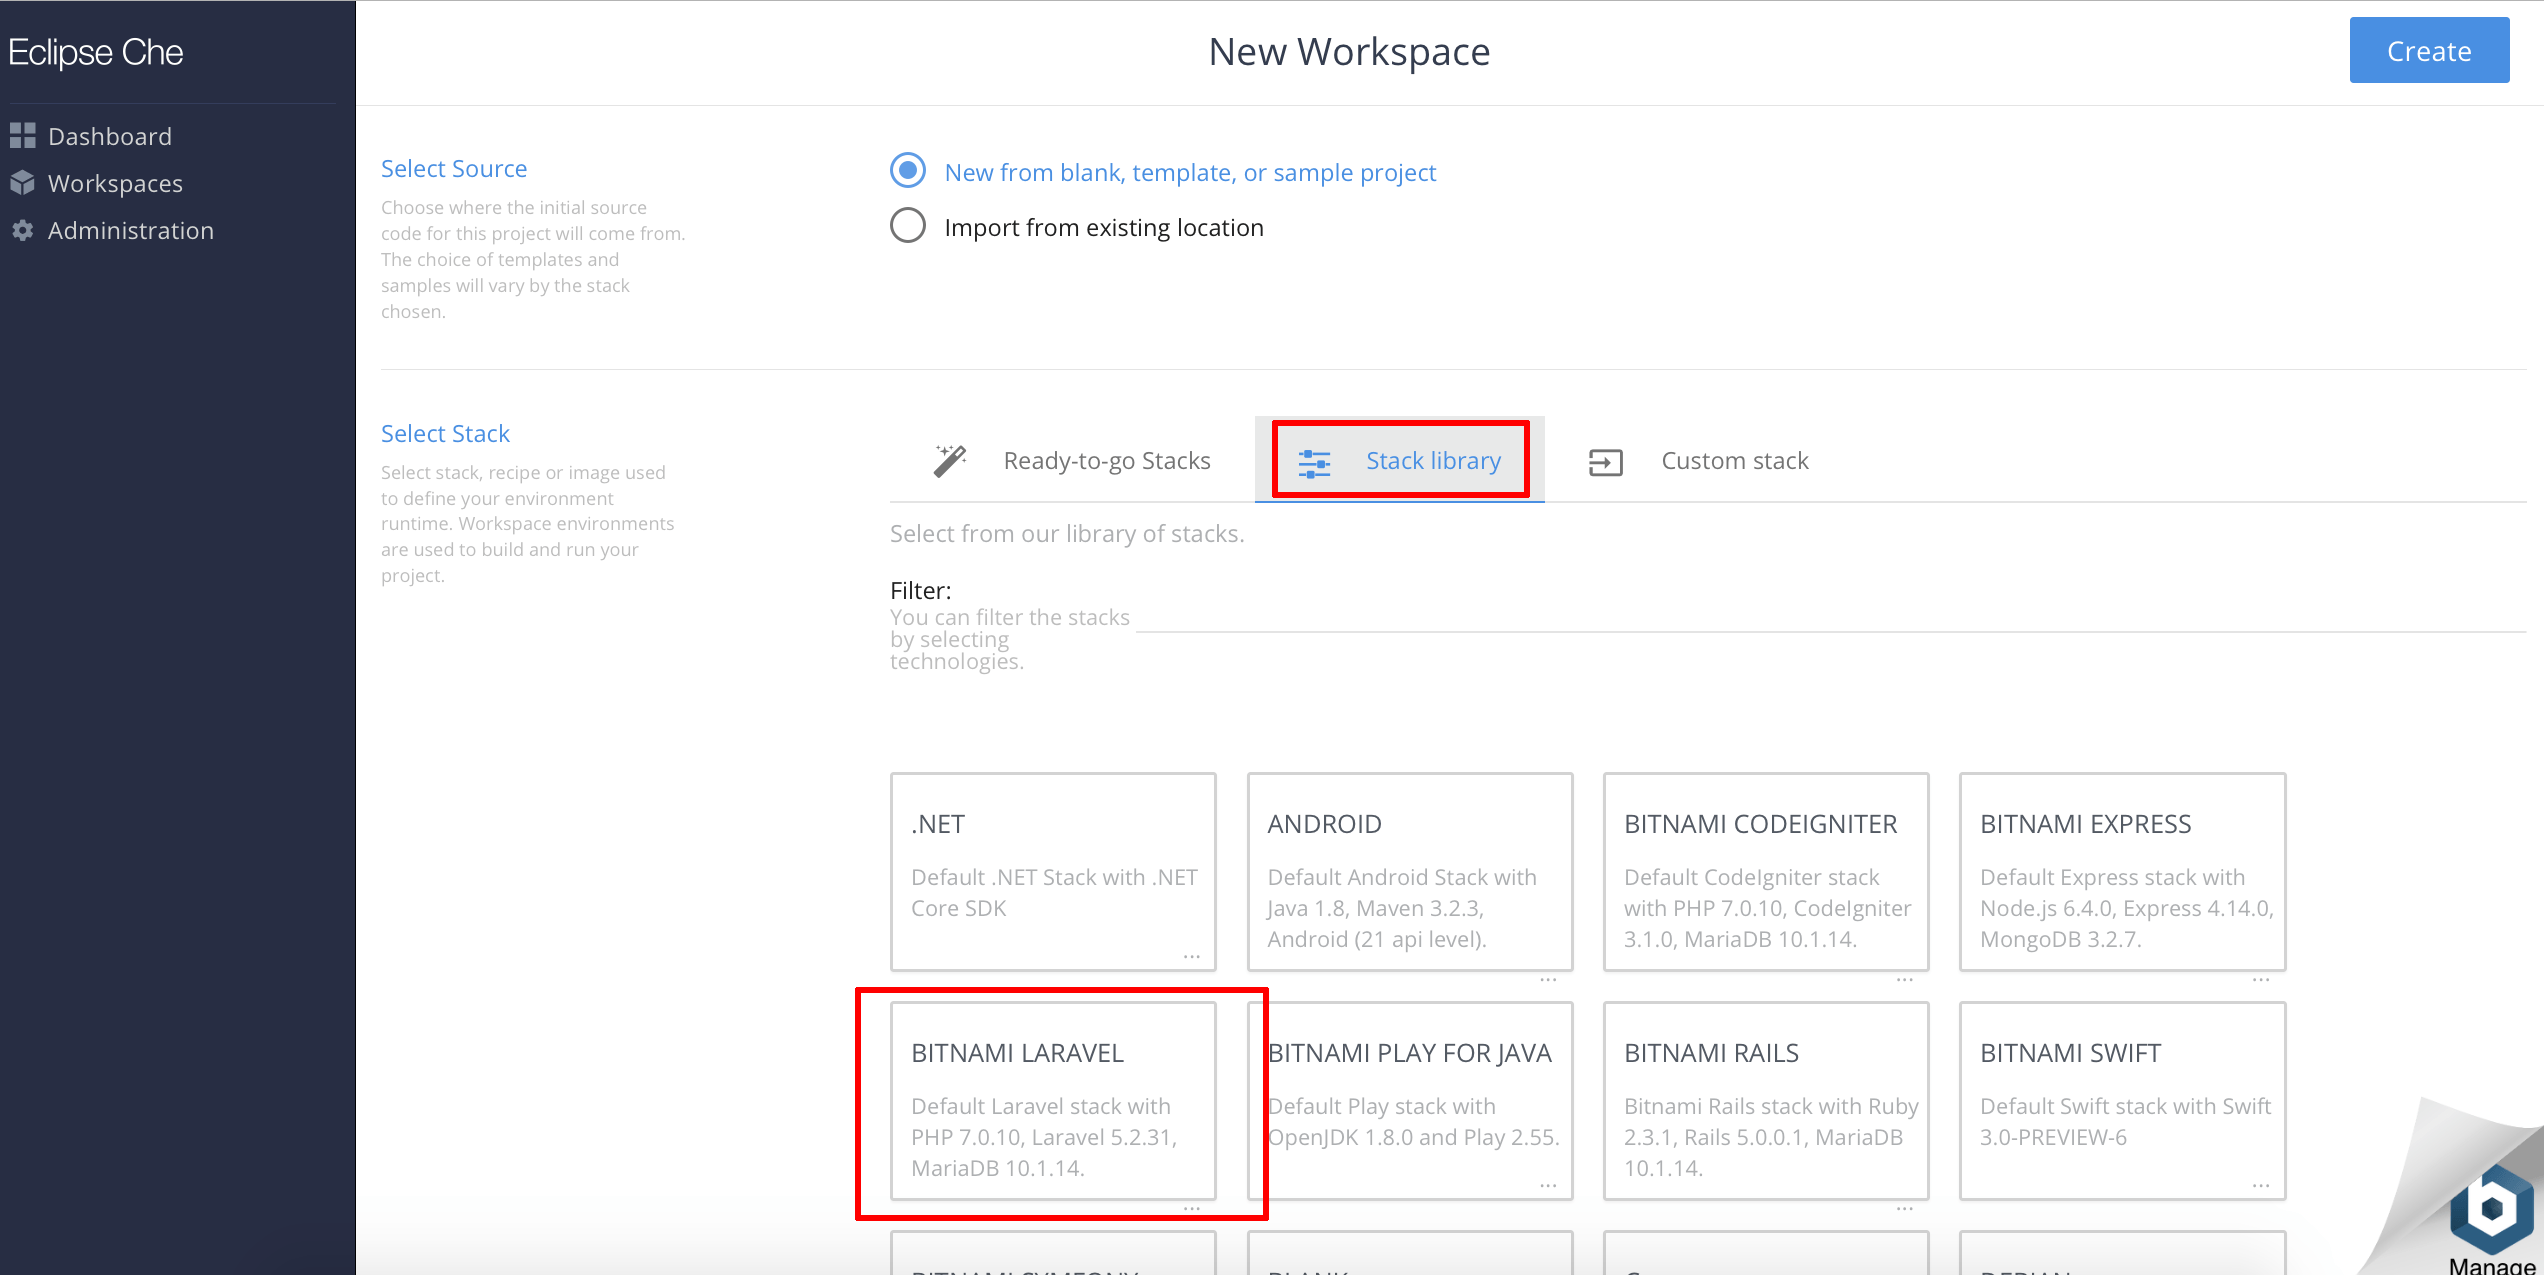 Eclipse Che
Dashboard
Workspaces
Administration
New Workspace
Create
Select Source
Choose where the initial source
code for this project will come from.
The choice of templates and
samples will vary by the stack
chosen.
New from blank, template, or sample project
Import from existing location
Select Stack
Select stack, recipe or image used
to define your environment
runtime. Workspace environments
are used to build and run your
project.
Ready-to-go Stacks
Stack library
Custom stack
Select from our library of stacks.
Filter:
You can filter the stacks
by selecting
technologies.
.NET
Default .NET Stack with .NET
Core SDK
...
ANDROID
Default Android Stack with
Java 1.8, Maven 3.2.3,
Android (21 api level).
...
BITNAMI CODEIGNITER
Default CodeIgniter stack
with PHP 7.0.10, CodeIgniter
3.1.0, MariaDB 10.1.14.
...
BITNAMI EXPRESS
Default Express stack with
Node.js 6.4.0, Express 4.14.0,
MongoDB 3.2.7.
...
BITNAMI LARAVEL
Default Laravel stack with
PHP 7.0.10, Laravel 5.2.31,
MariaDB 10.1.14.
...
BITNAMI PLAY FOR JAVA
Default Play stack with
OpenJDK 1.8.0 and Play 2.55.
...
BITNAMI RAILS
Bitnami Rails stack with Ruby
2.3.1, Rails 5.0.0.1, MariaDB
10.1.14.
...
BITNAMI SWIFT
Default Swift stack with Swift
3.0-PREVIEW-6
...
BITNAMI SYMFONY
BLANK
DEBIAN
b
Manage